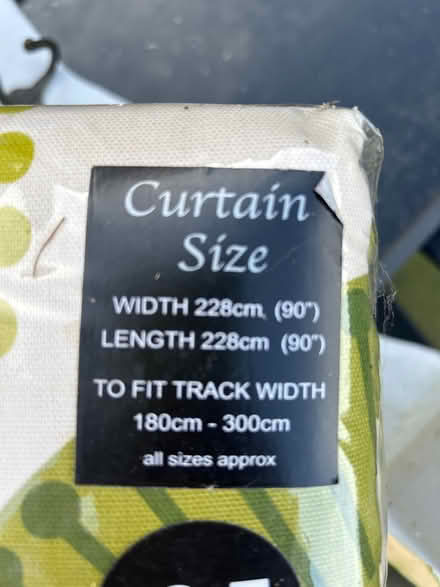 Curtain
Size
WIDTH 228cm, (90")
LENGTH 228cm (90")
TO FIT TRACK WIDTH
180cm - 300cm
all sizes approx